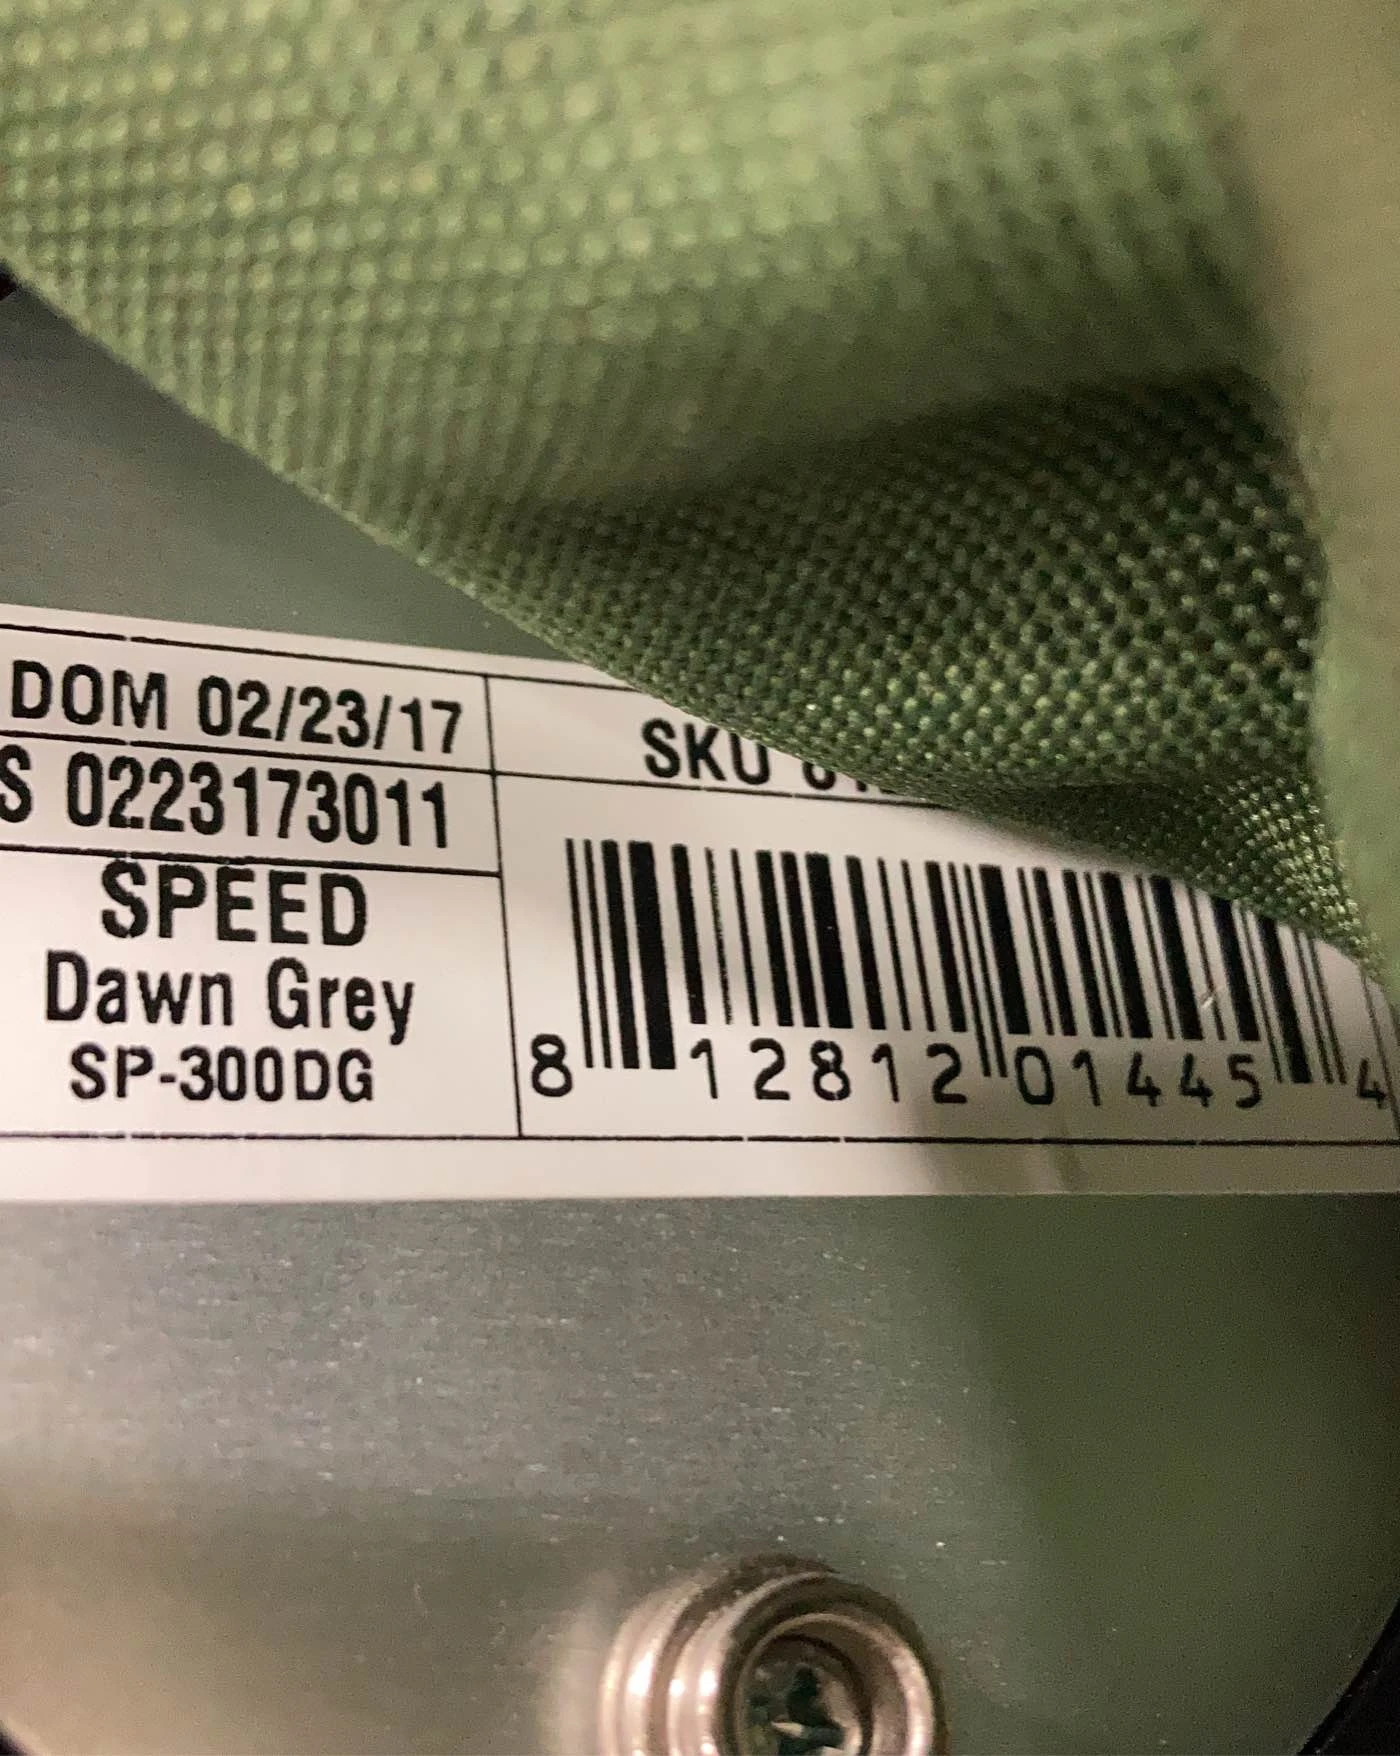 DOM 02/23/17
SKU
S 0223173011
SPEED
Dawn Grey
SP-300DG
8 12812 01445 4